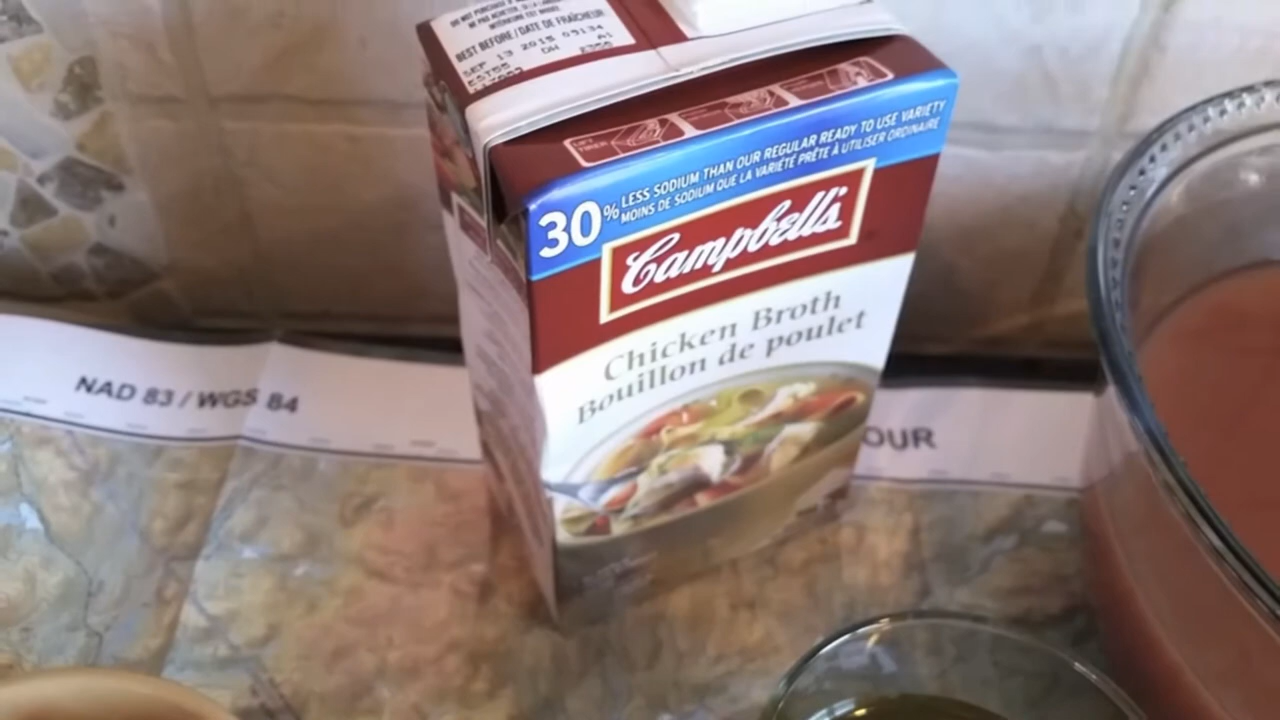 BEST BEFORE/DATE DE FRAÎCHEUR
SEP 13 2015 09134 A1
30% LESS SODIUM THAN OUR REGULAR READY TO USE VARIETY
MOINS DE SODIUM QUE LA VARIÉTÉ PRÊTE À UTILISER ORDINAIRE
Campbell's
Chicken Broth
Bouillon de poulet
NAD 83 / WGS 84
OUR